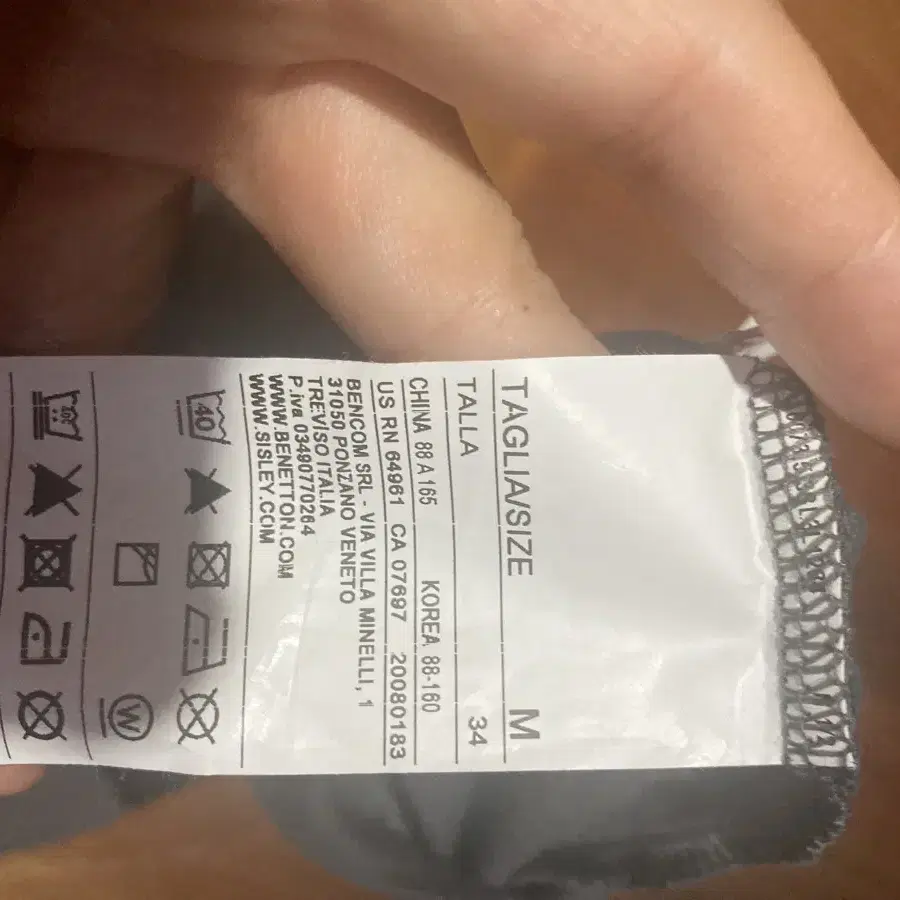 TAGLIA/SIZE M
TALLA 34
CHINA 88 A 165 KOREA 88-160
US RN 64961 CA 07697 20080183
BENCOM SRL - VIA VILLA MINELLI, 1
31050 PONZANO VENETO
TREVISO ITALIA
P.iva 03490770264
WWW.BENETTON.COM
WWW.SISLEY.COM
40
W